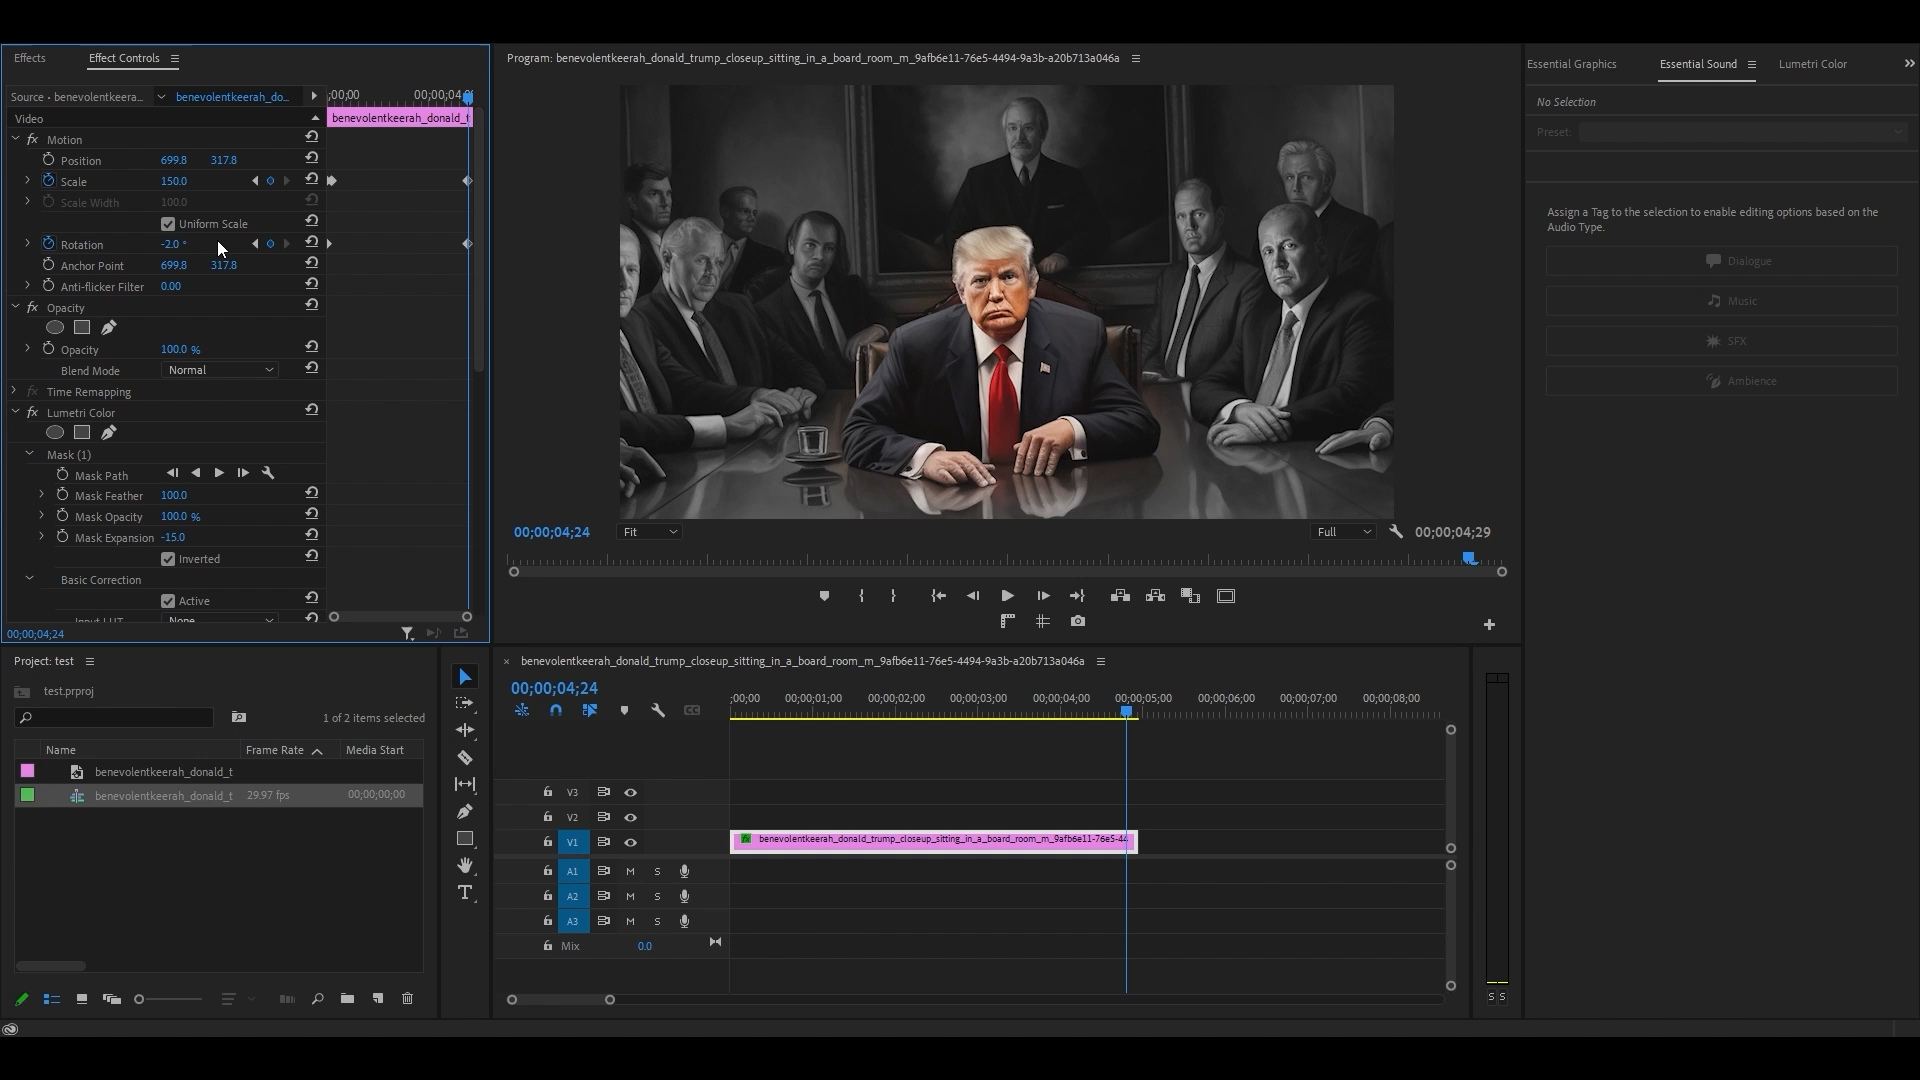 Effects
Effect Controls
Source • benevolentkeera...
benevolentkeerah_do...
;00;00
00;00;04;
Video
benevolentkeerah_donald_t
fx Motion
Position 699.8 317.8
Scale 150.0
Scale Width 100.0
Uniform Scale
Rotation -2.0 °
Anchor Point 699.8 317.8
Anti-flicker Filter 0.00
fx Opacity
Opacity 100.0 %
Blend Mode Normal
fx Time Remapping
fx Lumetri Color
Mask (1)
Mask Path
Mask Feather 100.0
Mask Opacity 100.0 %
Mask Expansion -15.0
Inverted
Basic Correction
Active
Input LUT None
00;00;04;24
Program: benevolentkeerah_donald_trump_closeup_sitting_in_a_board_room_m_9afb6e11-76e5-4494-9a3b-a20b713a046a
00;00;04;24
Fit
Full
00;00;04;29
Essential Graphics
Essential Sound
Lumetri Color
No Selection
Preset:
Assign a Tag to the selection to enable editing options based on the
Audio Type.
Dialogue
Music
SFX
Ambience
Project: test
test.prproj
1 of 2 items selected
Name
Frame Rate
Media Start
benevolentkeerah_donald_t
benevolentkeerah_donald_t 29.97 fps 00;00;00;00
T
benevolentkeerah_donald_trump_closeup_sitting_in_a_board_room_m_9afb6e11-76e5-4494-9a3b-a20b713a046a
00;00;04;24
;00;00 00;00;01;00 00;00;02;00 00;00;03;00 00;00;04;00 00;00;05;00 00;00;06;00 00;00;07;00 00;00;08;00
CC
V3
V2
V1
fx benevolentkeerah_donald_trump_closeup_sitting_in_a_board_room_m_9afb6e11-76e5-44
A1 M S
A2 M S
A3 M S
Mix 0.0
S S